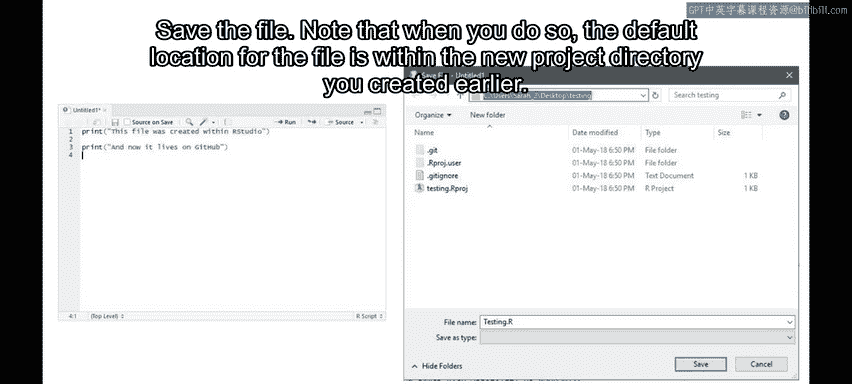 GPT中英字幕课程资源@bilibili.com
Save the file. Note that when you do so, the default
location for the file is within the new project directory
you created earlier.
Untitled1*
Source on Save
Run
Source
1 print("This file was created within RStudio")
2
3 print("And now it lives on GitHub")
4
4:1 (Top Level) R Script
Save File - Untitled1
Desktop\testing
Search testing
Organize New folder
Name Date modified Type Size
.git 01-May-18 6:50 PM File folder
.Rproj.user 01-May-18 6:50 PM File folder
.gitignore 01-May-18 6:50 PM Text Document 1 KB
testing.Rproj 01-May-18 6:50 PM R Project 1 KB
File name: Testing.R
Save as type:
Hide Folders Save Cancel